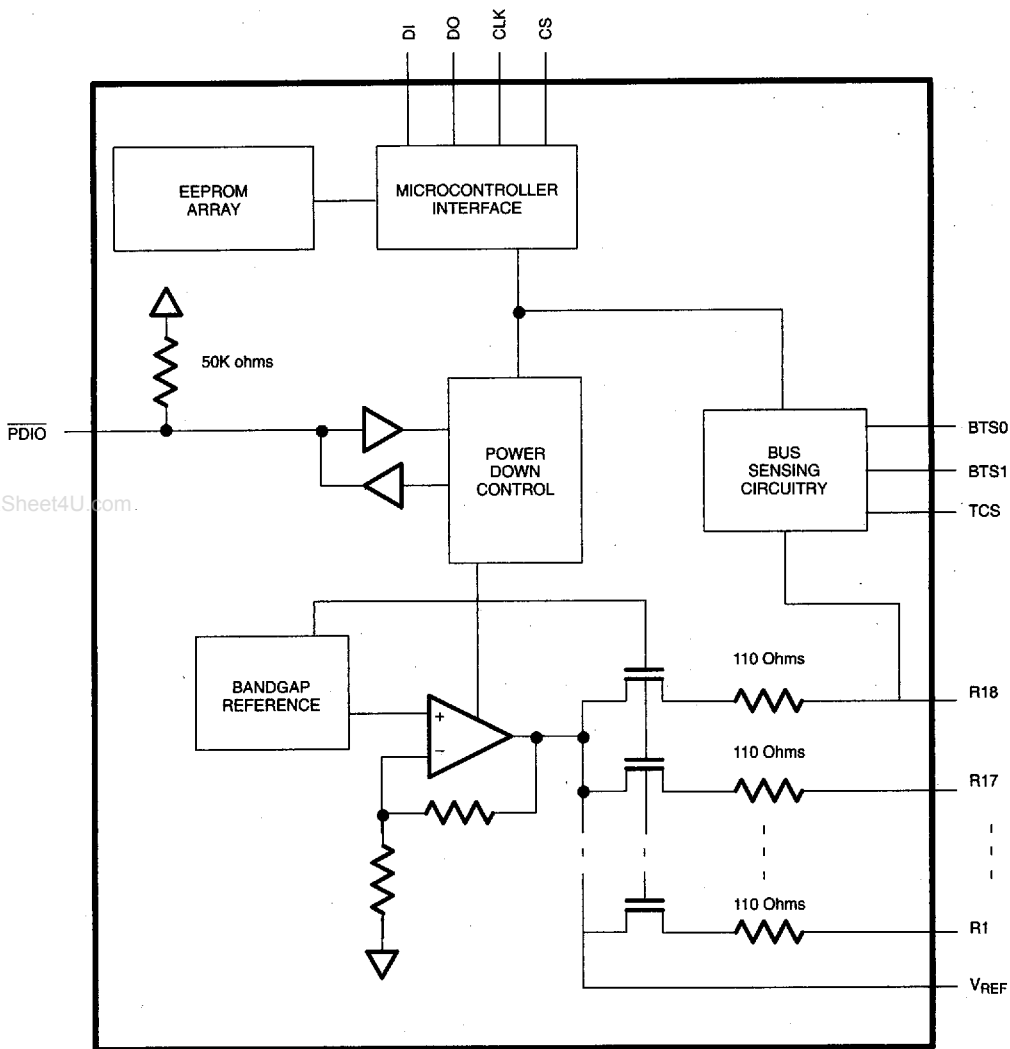 DI
DO
CLK
CS
EEPROM
ARRAY
MICROCONTROLLER
INTERFACE
50K ohms
PDIO
POWER
DOWN
CONTROL
BUS
SENSING
CIRCUITRY
BTS0
BTS1
TCS
Sheet4U.com
BANDGAP
REFERENCE
+
−
110 Ohms
R18
110 Ohms
R17
110 Ohms
R1
VREF